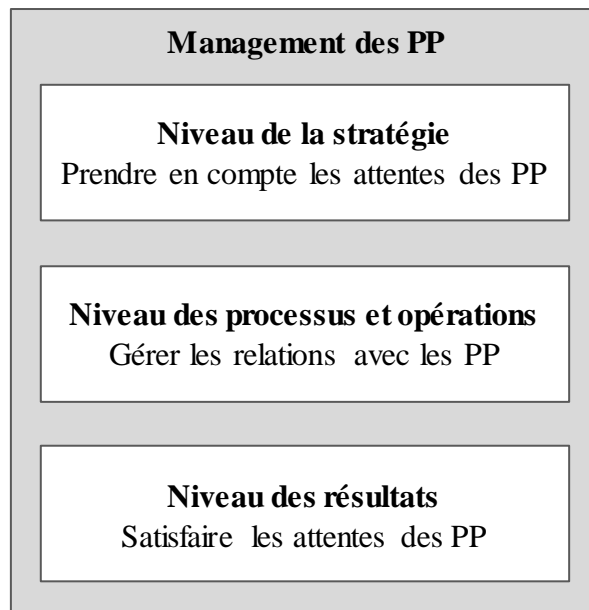 Management des PP
Niveau de la stratégie
Prendre en compte les attentes des PP
Niveau des processus et opérations
Gérer les relations avec les PP
Niveau des résultats
Satisfaire les attentes des PP